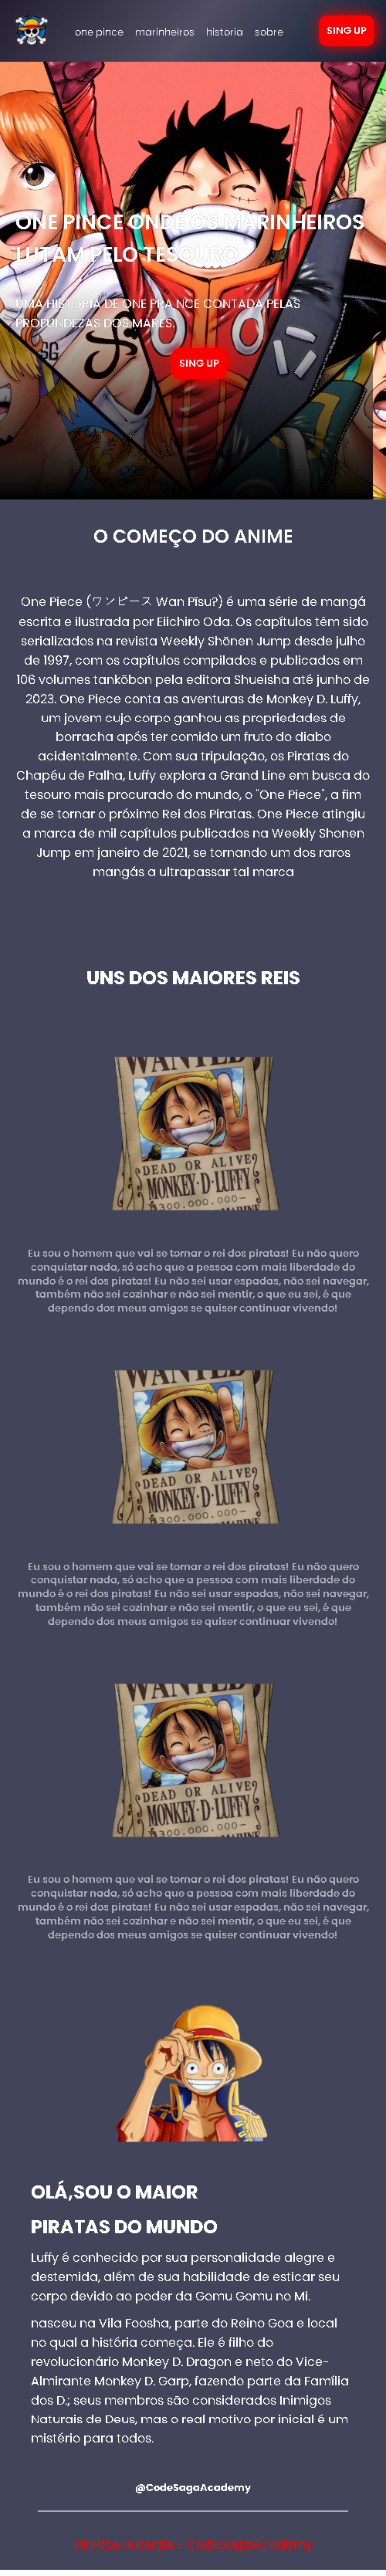 one pince marinheiros historia sobre SING UP
ONE PINCE ONDE OS MARINHEIROS
LUTAM PELO TESOURO
UMA HISTORIA DE ONE PRA NCE CONTADA PELAS
PROFUNDEZAS DOS MARES.
SING UP
O COMEÇO DO ANIME
One Piece (ワンピース Wan Pīsu?) é uma série de mangá
escrita e ilustrada por Eiichiro Oda. Os capítulos têm sido
serializados na revista Weekly Shōnen Jump desde julho
de 1997, com os capítulos compilados e publicados em
106 volumes tankōbon pela editora Shueisha até junho de
2023. One Piece conta as aventuras de Monkey D. Luffy,
um jovem cujo corpo ganhou as propriedades de
borracha após ter comido um fruto do diabo
acidentalmente. Com sua tripulação, os Piratas do
Chapéu de Palha, Luffy explora a Grand Line em busca do
tesouro mais procurado do mundo, o "One Piece", a fim
de se tornar o próximo Rei dos Piratas. One Piece atingiu
a marca de mil capítulos publicados na Weekly Shonen
Jump em janeiro de 2021, se tornando um dos raros
mangás a ultrapassar tal marca
UNS DOS MAIORES REIS
WANTED
DEAD OR ALIVE
MONKEY·D·LUFFY
300.000.000-
MARINE
Eu sou o homem que vai se tornar o rei dos piratas! Eu não quero
conquistar nada, só acho que a pessoa com mais liberdade do
mundo é o rei dos piratas! Eu não sei usar espadas, não sei navegar,
também não sei cozinhar e não sei mentir, o que eu sei, é que
dependo dos meus amigos se quiser continuar vivendo!
WANTED
DEAD OR ALIVE
MONKEY·D·LUFFY
300.000.000-
MARINE
Eu sou o homem que vai se tornar o rei dos piratas! Eu não quero
conquistar nada, só acho que a pessoa com mais liberdade do
mundo é o rei dos piratas! Eu não sei usar espadas, não sei navegar,
também não sei cozinhar e não sei mentir, o que eu sei, é que
dependo dos meus amigos se quiser continuar vivendo!
WANTED
DEAD OR ALIVE
MONKEY·D·LUFFY
300.000.000-
MARINE
Eu sou o homem que vai se tornar o rei dos piratas! Eu não quero
conquistar nada, só acho que a pessoa com mais liberdade do
mundo é o rei dos piratas! Eu não sei usar espadas, não sei navegar,
também não sei cozinhar e não sei mentir, o que eu sei, é que
dependo dos meus amigos se quiser continuar vivendo!
OLÁ,SOU O MAIOR
PIRATAS DO MUNDO
Luffy é conhecido por sua personalidade alegre e
destemida, além de sua habilidade de esticar seu
corpo devido ao poder da Gomu Gomu no Mi.
nasceu na Vila Foosha, parte do Reino Goa e local
no qual a história começa. Ele é filho do
revolucionário Monkey D. Dragon e neto do Vice-
Almirante Monkey D. Garp, fazendo parte da Família
dos D.; seus membros são considerados Inimigos
Naturais de Deus, mas o real motivo por inicial é um
mistério para todos.
@CodeSagaAcademy
Direitos autorais - CodeSagaAcademy